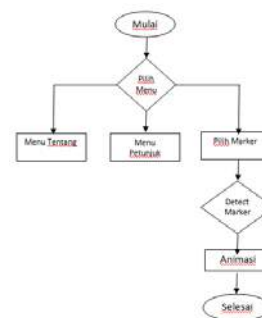 Mulai
Pilih
Menu
Menu Tentang
Menu
Petunjuk
Pilih Marker
Detect
Marker
Animasi
Selesai